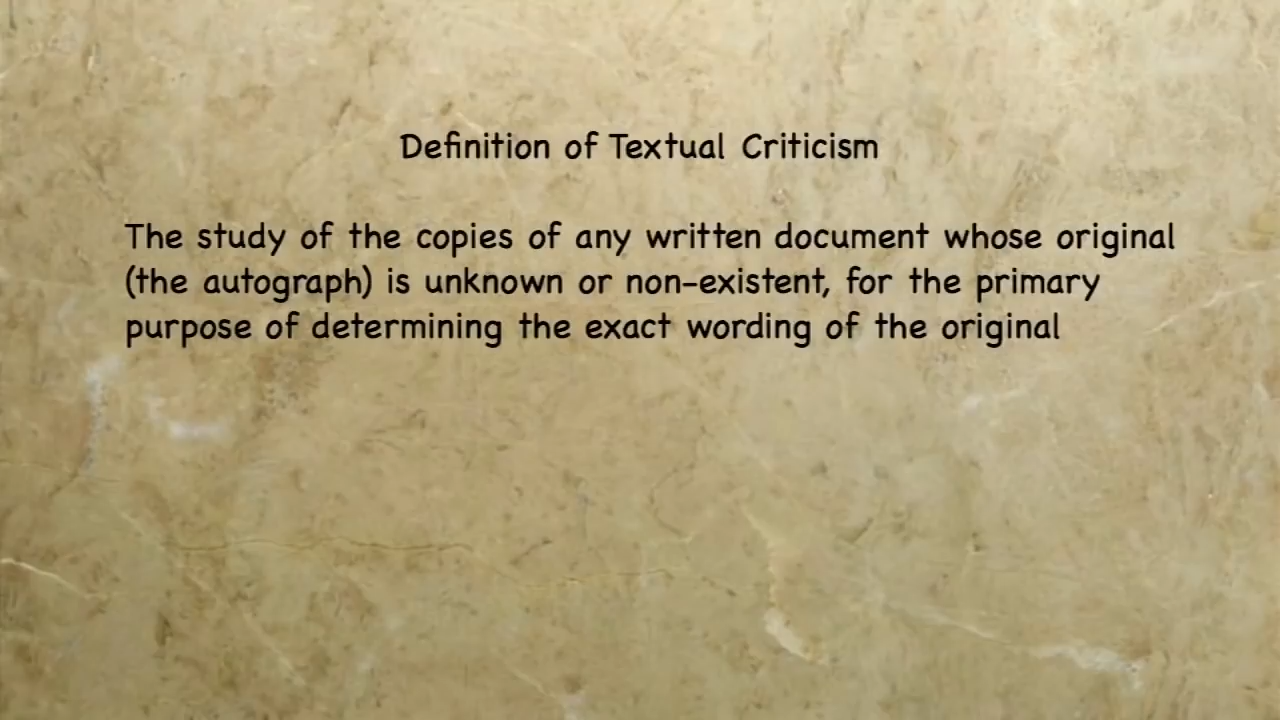 Definition of Textual Criticism
The study of the copies of any written document whose original
(the autograph) is unknown or non-existent, for the primary
purpose of determining the exact wording of the original